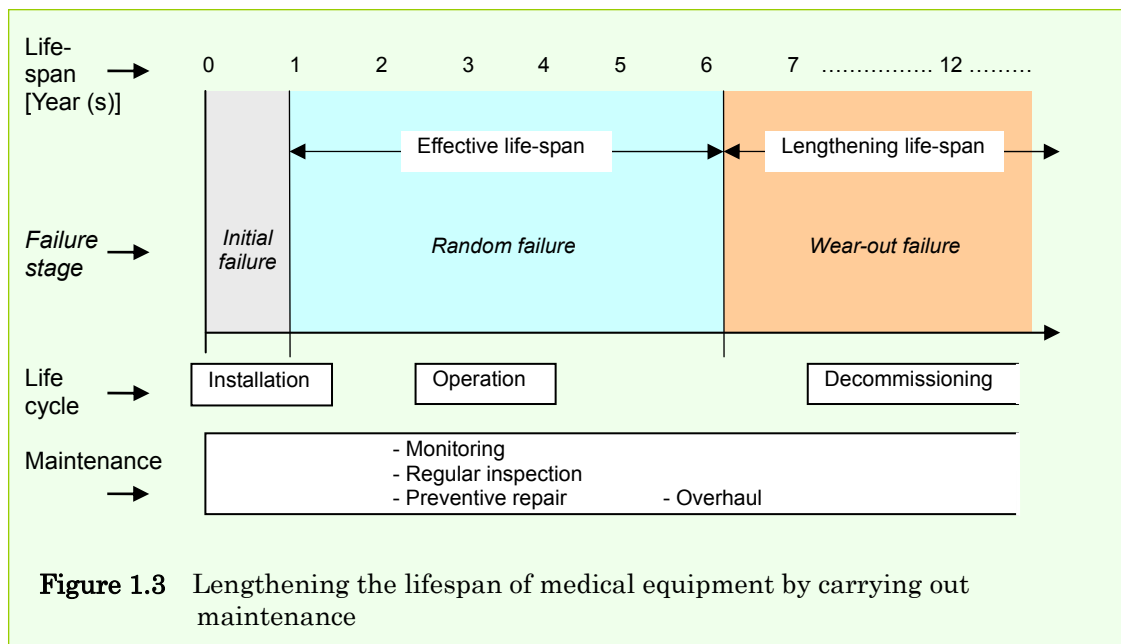 Life-
span
[Year (s)]
0 1 2 3 4 5 6 7 …………….. 12 ………
Effective life-span
Lengthening life-span
Failure
stage
Initial
failure
Random failure
Wear-out failure
Life
cycle
Installation
Operation
Decommissioning
Maintenance
- Monitoring
- Regular inspection
- Preventive repair - Overhaul
Figure 1.3 Lengthening the lifespan of medical equipment by carrying out
maintenance